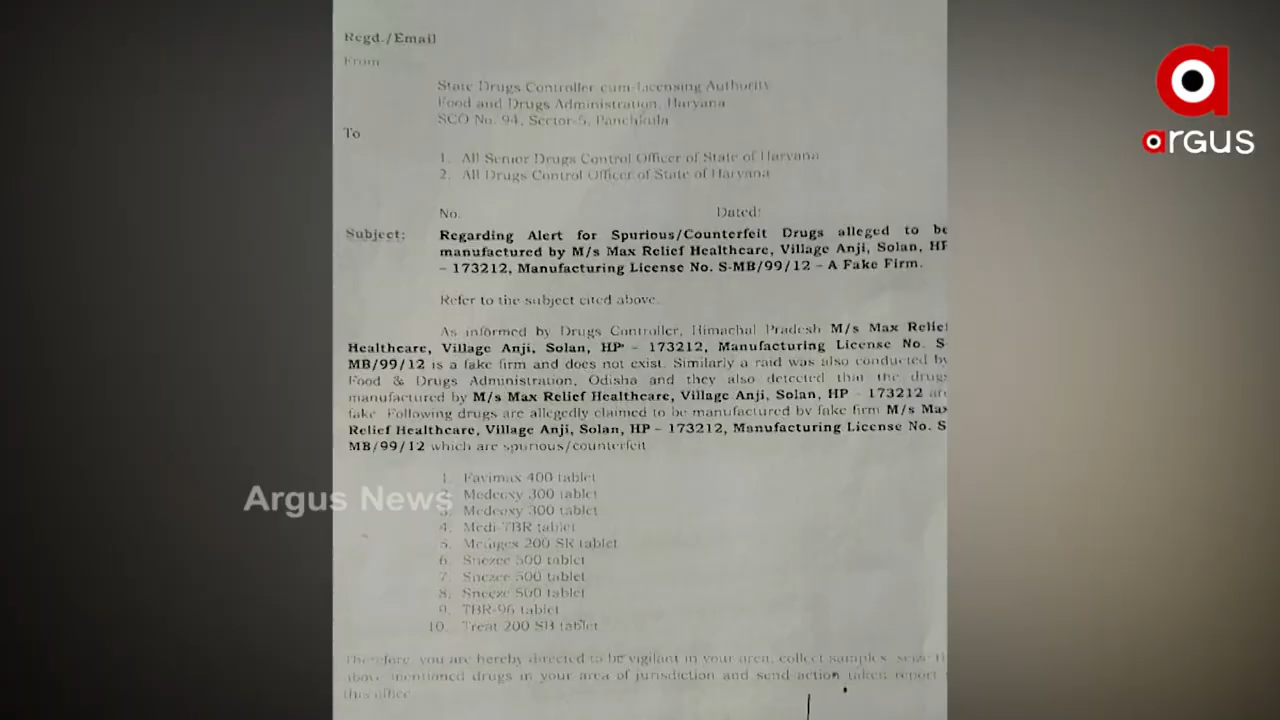 Regd./Email
From
State Drugs Controller cum Licensing Authority
Food and Drugs Administration, Haryana
SCO No. 94, Sector-5, Panchkula
To
1. All Senior Drugs Control Officer of State of Haryana
2. All Drugs Control Officer of State of Haryana
No. Dated:
Subject: Regarding Alert for Spurious/Counterfeit Drugs alleged to be
manufactured by M/s Max Relief Healthcare, Village Anji, Solan, HP
– 173212, Manufacturing License No. S-MB/99/12 – A Fake Firm.
Refer to the subject cited above.
As informed by Drugs Controller, Himachal Pradesh M/s Max Relief
Healthcare, Village Anji, Solan, HP – 173212, Manufacturing License No. S-
MB/99/12 is a fake firm and does not exist. Similarly a raid was also conducted by
Food & Drugs Administration, Odisha and they also detected that the drugs
manufactured by M/s Max Relief Healthcare, Village Anji, Solan, HP – 173212 are
fake. Following drugs are allegedly claimed to be manufactured by fake firm M/s Max
Relief Healthcare, Village Anji, Solan, HP – 173212, Manufacturing License No. S
MB/99/12 which are spurious/counterfeit
1. Favimax 400 tablet
2. Medeoxy 300 tablet
3. Medeoxy 300 tablet
4. Medi-TBR tablet
5. Medigex 200 SR tablet
6. Snezee 500 tablet
7. Snezee 500 tablet
8. Sneeze 500 tablet
9. TBR-96 tablet
10. Treat 200 SB tablet
Therefore, you are hereby directed to be vigilant in your area, collect samples, seize
above mentioned drugs in your area of jurisdiction and send action taken report
this office
Argus News
argus